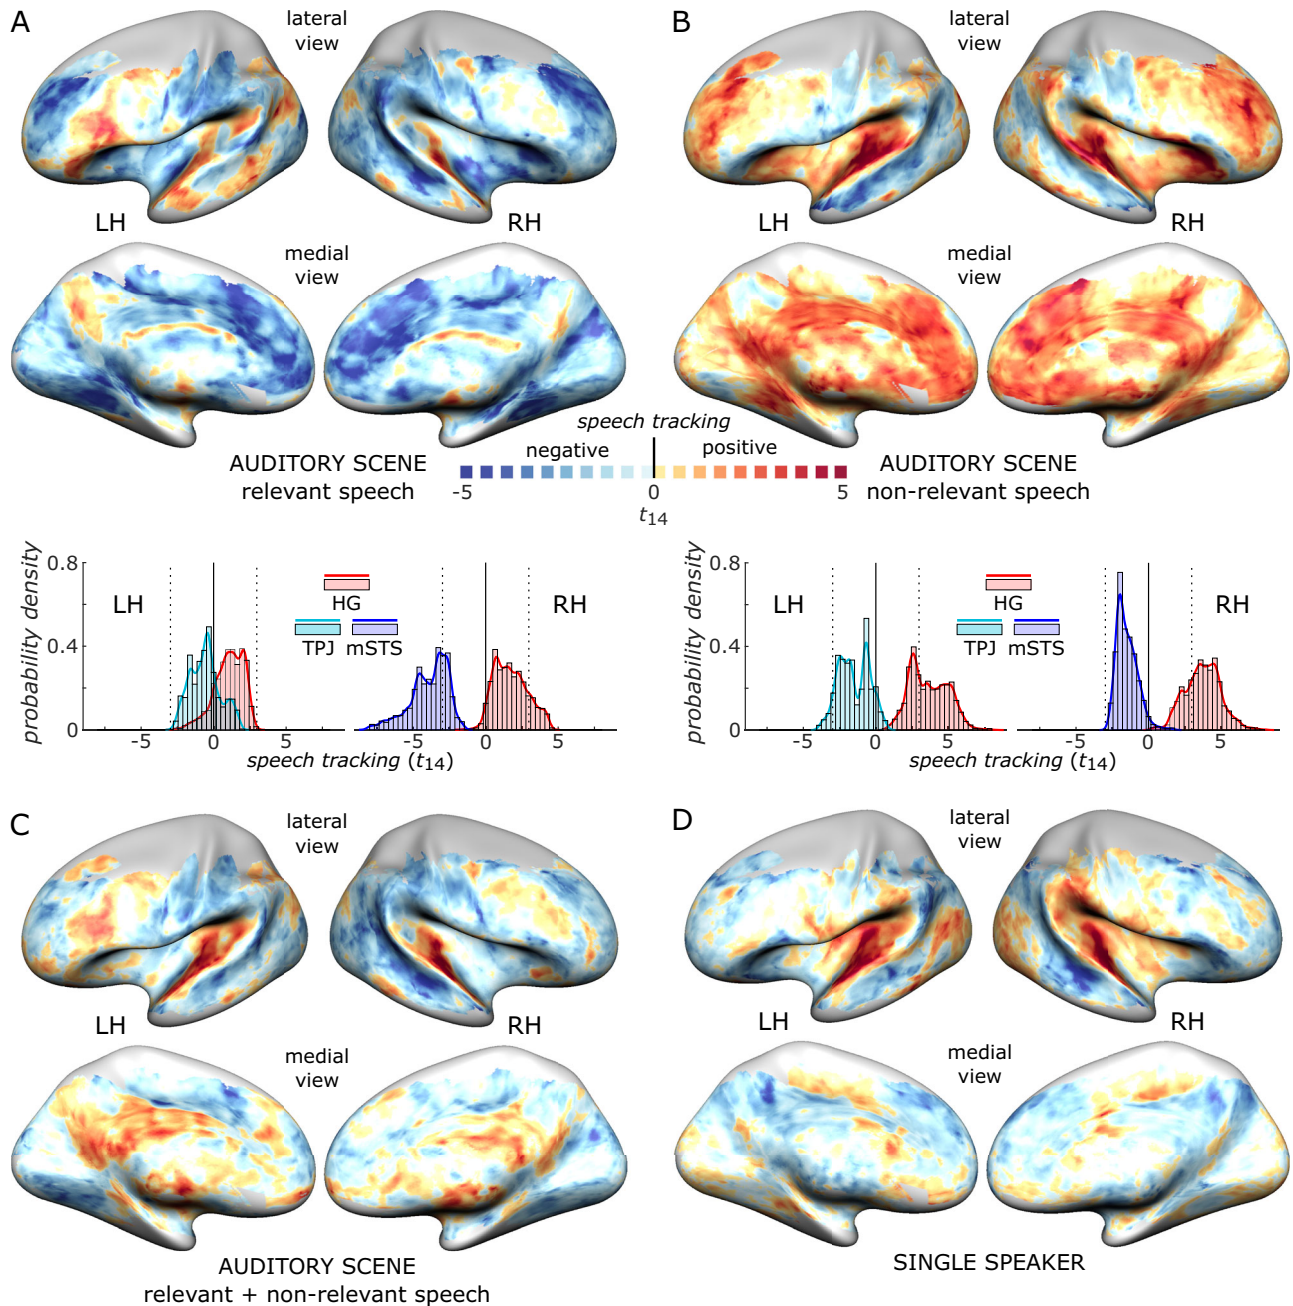 A
lateral
view
LH
RH
medial
view
AUDITORY SCENE
relevant speech
B
lateral
view
LH
RH
medial
view
AUDITORY SCENE
non-relevant speech
speech tracking
negative
positive
-5
0
5
t14
probability density
0.8
0.4
0
LH
HG
TPJ
mSTS
RH
-5
0
5
-5
0
5
speech tracking (t14)
probability density
0.8
0.4
0
LH
HG
TPJ
mSTS
RH
-5
0
5
-5
0
5
speech tracking (t14)
C
lateral
view
LH
RH
medial
view
AUDITORY SCENE
relevant + non-relevant speech
D
lateral
view
LH
RH
medial
view
SINGLE SPEAKER